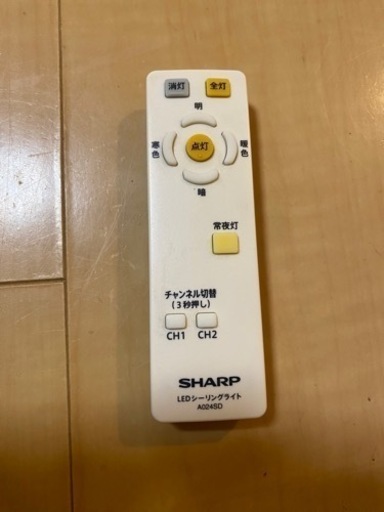 消灯 全灯
明
寒色 点灯 暖色
暗
常夜灯
チャンネル切替
(3秒押し)
CH1 CH2
SHARP
LEDシーリングライト
A024SD